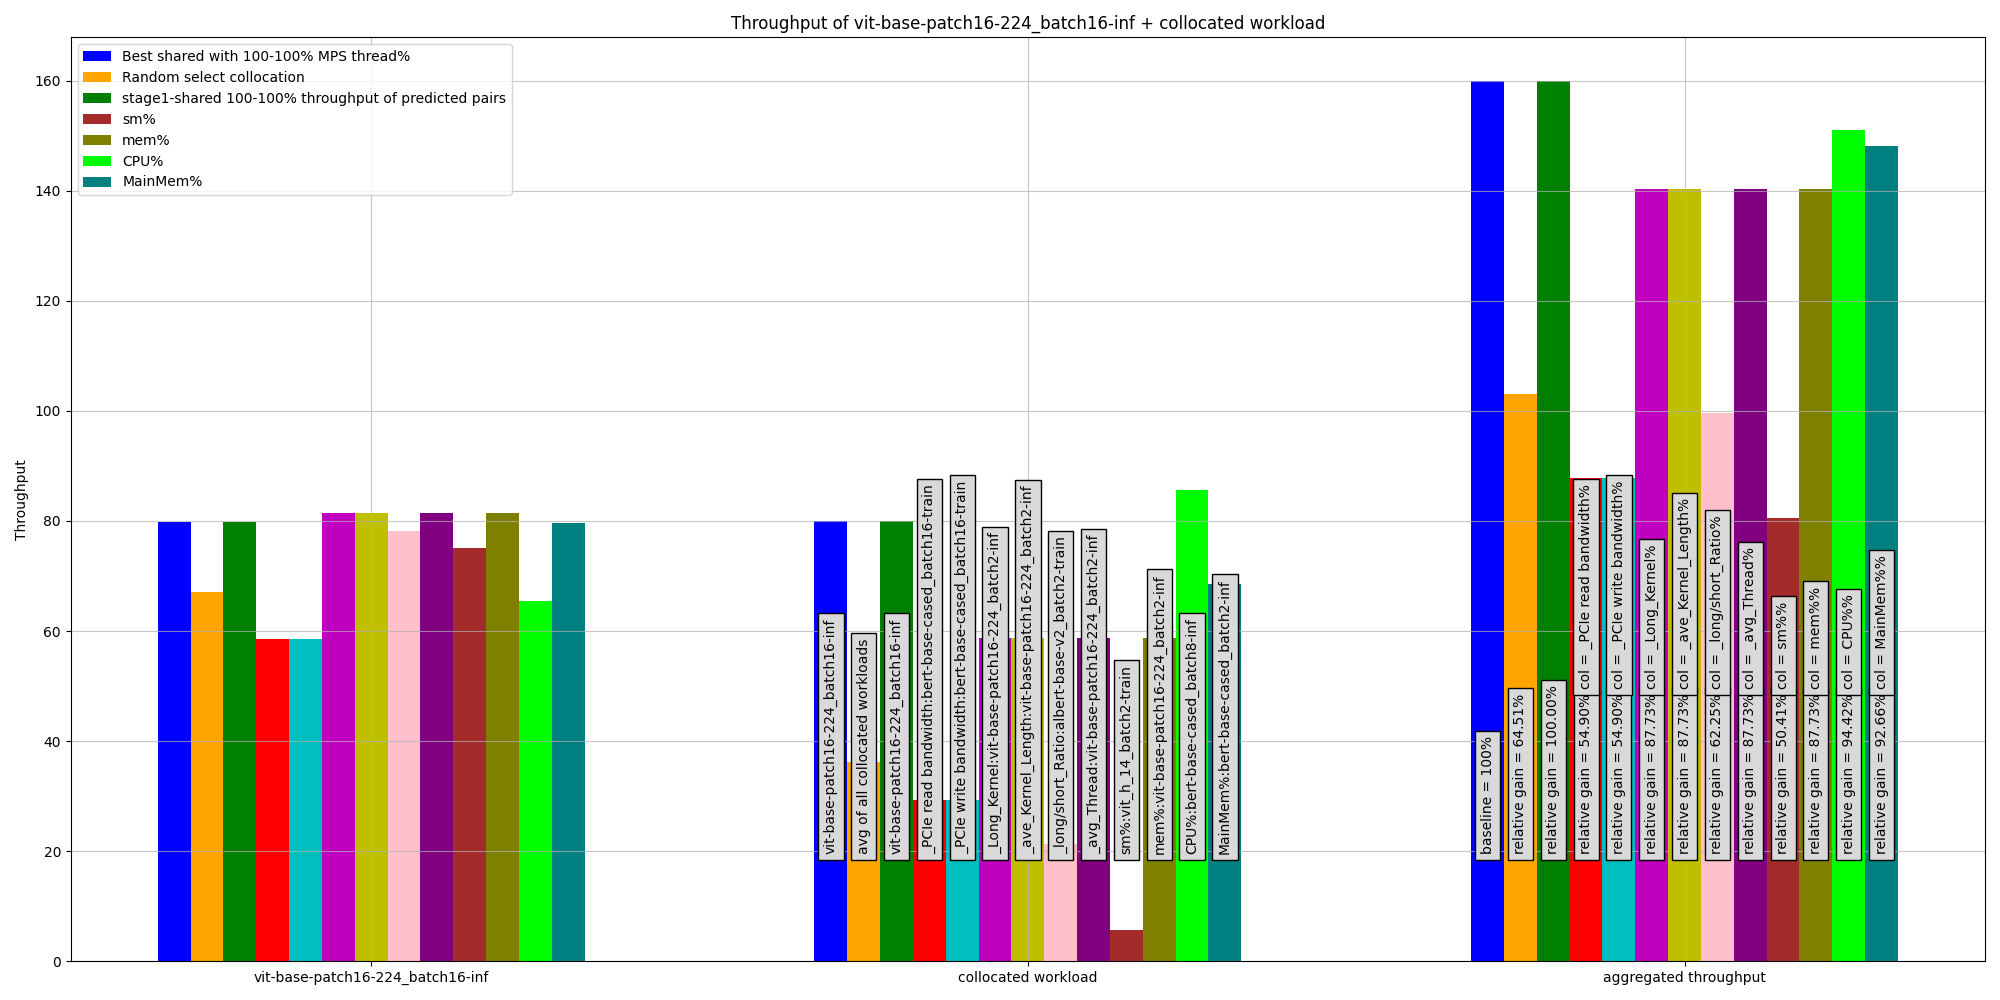 Throughput of vit-base-patch16-224_batch16-inf + collocated workload
Best shared with 100-100% MPS thread%
Random select collocation
stage1-shared 100-100% throughput of predicted pairs
sm%
mem%
CPU%
MainMem%
Throughput
160
140
120
100
80
60
40
20
0
vit-base-patch16-224_batch16-inf
avg of all collocated workloads
vit-base-patch16-224_batch16-inf
_PCIe read bandwidth:bert-base-cased_batch16-train
_PCIe write bandwidth:bert-base-cased_batch16-train
_Long_Kernel:vit-base-patch16-224_batch2-inf
_ave_Kernel_Length:vit-base-patch16-224_batch2-inf
_long/short_Ratio:albert-base-v2_batch2-train
_avg_Thread:vit-base-patch16-224_batch2-inf
sm%:vit_h_14_batch2-train
mem%:vit-base-patch16-224_batch2-inf
CPU%:bert-base-cased_batch8-inf
MainMem%:bert-base-cased_batch2-inf
baseline = 100%
relative gain = 64.51%
relative gain = 100.00%
relative gain = 54.90%
col = _PCIe read bandwidth%
relative gain = 54.90%
col = _PCIe write bandwidth%
relative gain = 87.73%
col = _Long_Kernel%
relative gain = 87.73%
col = _ave_Kernel_Length%
relative gain = 62.25%
col = _long/short_Ratio%
relative gain = 87.73%
col = _avg_Thread%
relative gain = 50.41%
col = sm%%
relative gain = 87.73%
col = mem%%
relative gain = 94.42%
col = CPU%%
relative gain = 92.66%
col = MainMem%%
vit-base-patch16-224_batch16-inf
collocated workload
aggregated throughput